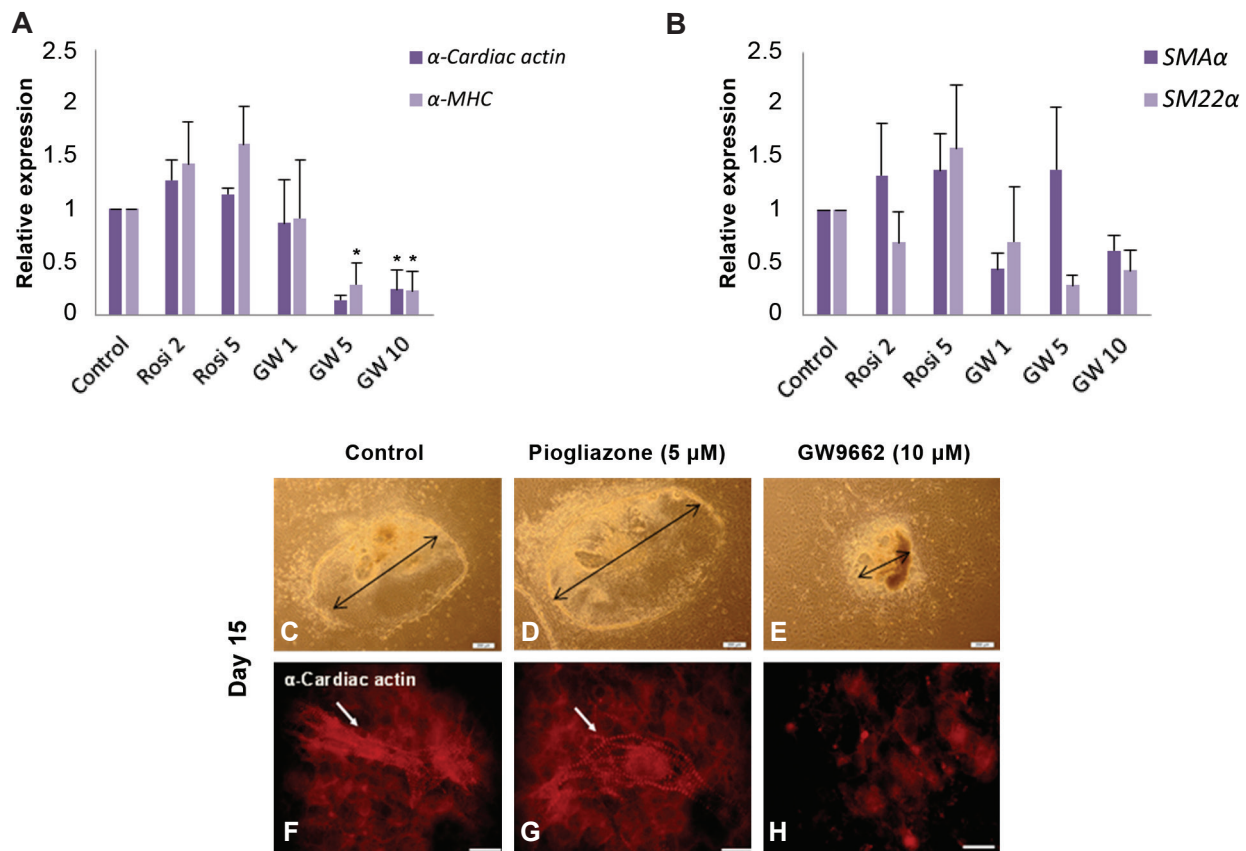 A
2.5
2
1.5
1
0.5
0
Relative expression
α-Cardiac actin
α-MHC
*
* *
Control
Rosi 2
Rosi 5
GW 1
GW 5
GW 10
B
2.5
2
1.5
1
0.5
0
Relative expression
SMAα
SM22α
Control
Rosi 2
Rosi 5
GW 1
GW 5
GW 10
Control
Piogliazone (5 µM)
GW9662 (10 µM)
Day 15
C
D
E
α-Cardiac actin
F
G
H